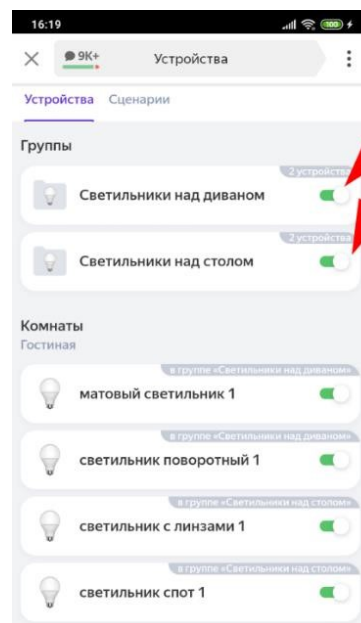 16:19
100
9K+
Устройства
Устройства Сценарии
Группы
2 устройства
Светильники над диваном
2 устройства
Светильники над столом
Комнаты
Гостиная
в группе «Светильники над диваном»
матовый светильник 1
в группе «Светильники над диваном»
светильник поворотный 1
в группе «Светильники над столом»
светильник с линзами 1
в группе «Светильники над столом»
светильник спот 1